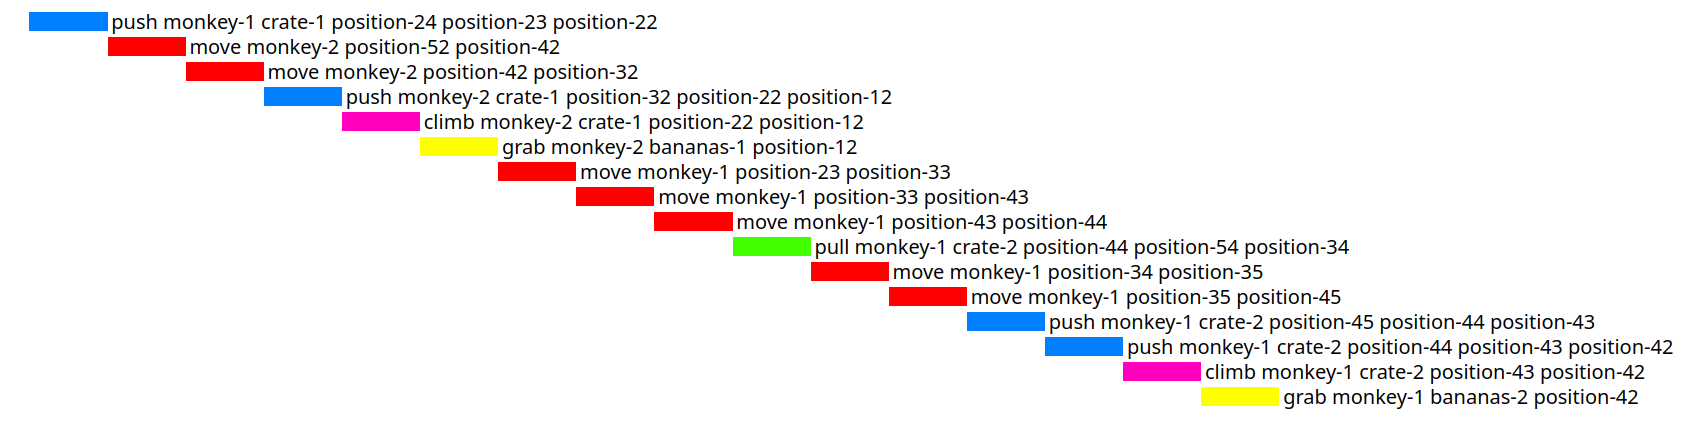 push monkey-1 crate-1 position-24 position-23 position-22
move monkey-2 position-52 position-42
move monkey-2 position-42 position-32
push monkey-2 crate-1 position-32 position-22 position-12
climb monkey-2 crate-1 position-22 position-12
grab monkey-2 bananas-1 position-12
move monkey-1 position-23 position-33
move monkey-1 position-33 position-43
move monkey-1 position-43 position-44
pull monkey-1 crate-2 position-44 position-54 position-34
move monkey-1 position-34 position-35
move monkey-1 position-35 position-45
push monkey-1 crate-2 position-45 position-44 position-43
push monkey-1 crate-2 position-44 position-43 position-42
climb monkey-1 crate-2 position-43 position-42
grab monkey-1 bananas-2 position-42